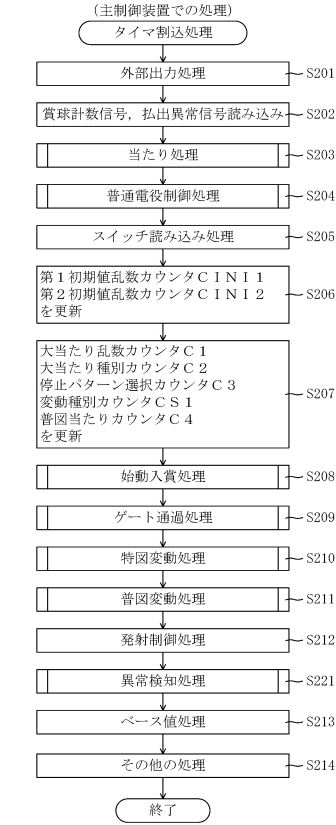 （主制御装置での処理）
タイマ割込処理
外部出力処理 S201
賞球計数信号，払出異常信号読み込み S202
当たり処理 S203
普通電役制御処理 S204
スイッチ読み込み処理 S205
第１初期値乱数カウンタＣＩＮＩ１
第２初期値乱数カウンタＣＩＮＩ２ S206
を更新
大当たり乱数カウンタＣ１
大当たり種別カウンタＣ２
停止パターン選択カウンタＣ３
変動種別カウンタＣＳ１ S207
普図当たりカウンタＣ４
を更新
始動入賞処理 S208
ゲート通過処理 S209
特図変動処理 S210
普図変動処理 S211
発射制御処理 S212
異常検知処理 S221
ベース値処理 S213
その他の処理 S214
終了